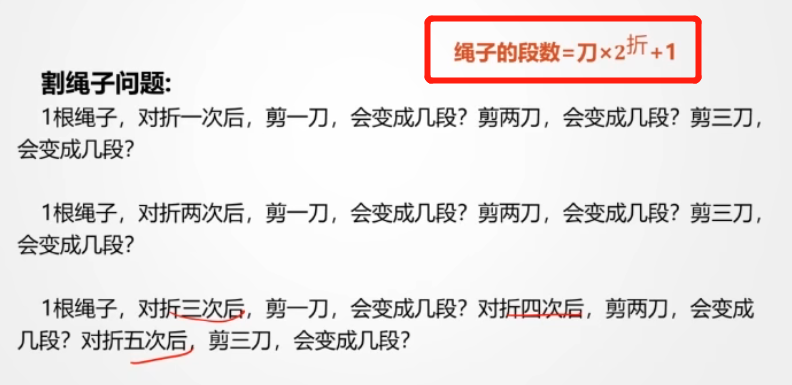 绳子的段数=刀×2折+1
割绳子问题:
1根绳子，对折一次后，剪一刀，会变成几段？剪两刀，会变成几段？剪三刀，
会变成几段？
1根绳子，对折两次后，剪一刀，会变成几段？剪两刀，会变成几段？剪三刀，
会变成几段？
1根绳子，对折三次后，剪一刀，会变成几段？对折四次后，剪两刀，会变成
几段？对折五次后，剪三刀，会变成几段？